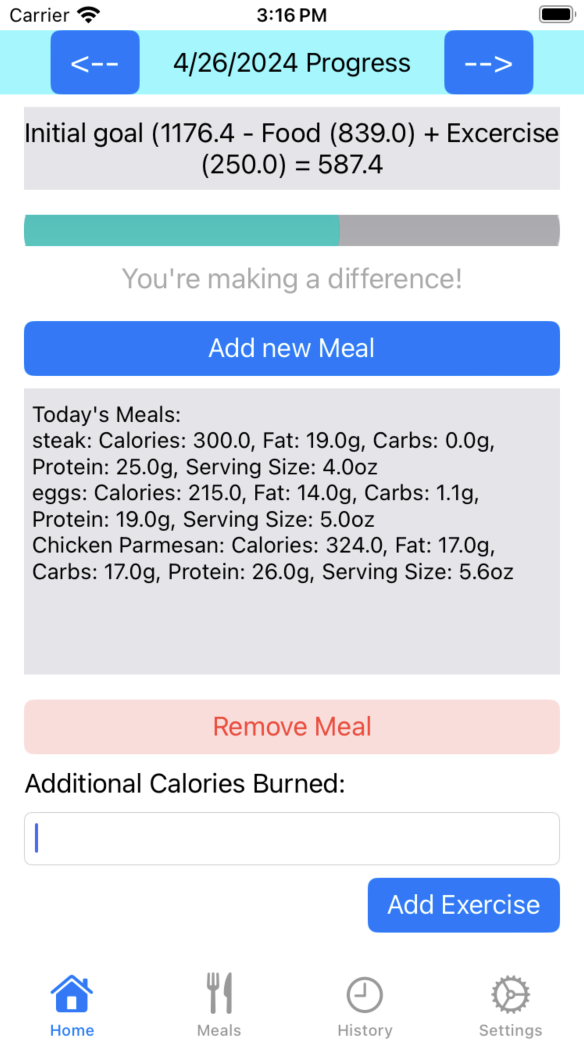 Carrier 3:16 PM
<-- 4/26/2024 Progress -->
Initial goal (1176.4 - Food (839.0) + Excercise
(250.0) = 587.4
You're making a difference!
Add new Meal
Today's Meals:
steak: Calories: 300.0, Fat: 19.0g, Carbs: 0.0g,
Protein: 25.0g, Serving Size: 4.0oz
eggs: Calories: 215.0, Fat: 14.0g, Carbs: 1.1g,
Protein: 19.0g, Serving Size: 5.0oz
Chicken Parmesan: Calories: 324.0, Fat: 17.0g,
Carbs: 17.0g, Protein: 26.0g, Serving Size: 5.6oz
Remove Meal
Additional Calories Burned:
Add Exercise
Home Meals History Settings